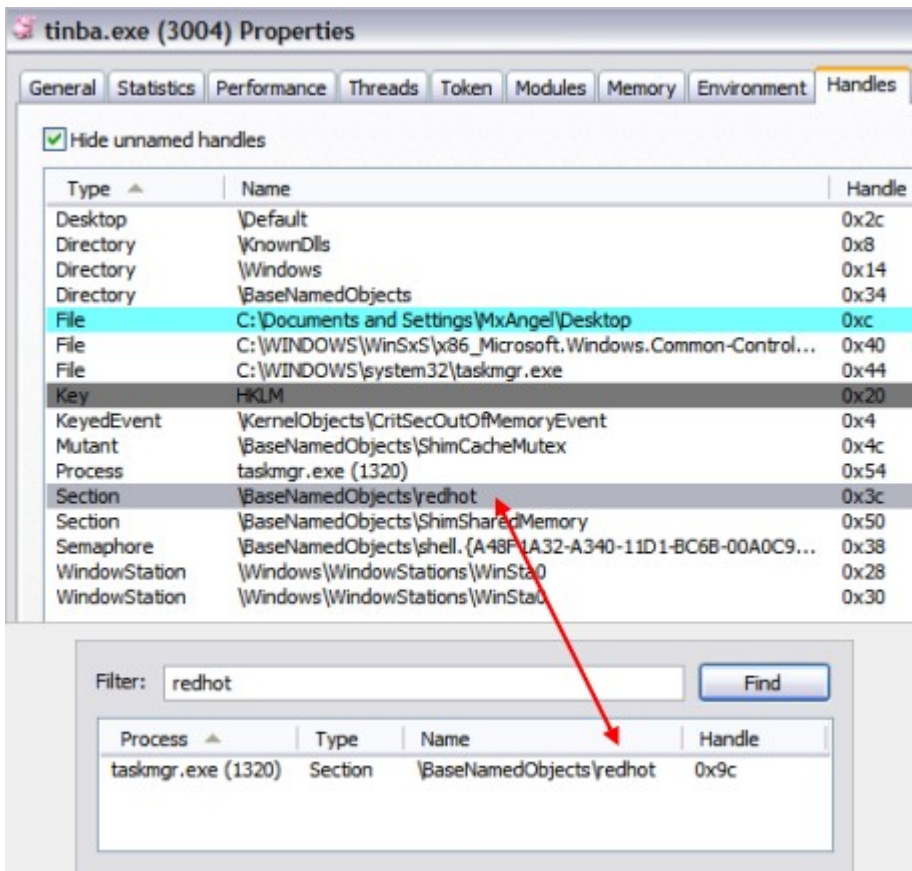 tinba.exe (3004) Properties
General Statistics Performance Threads Token Modules Memory Environment Handles
Hide unnamed handles
Type Name Handle
Desktop \Default 0x2c
Directory \KnownDlls 0x8
Directory \Windows 0x14
Directory \BaseNamedObjects 0x34
File C:\Documents and Settings\MxAngel\Desktop 0xc
File C:\WINDOWS\WinSxS\x86_Microsoft.Windows.Common-Control... 0x40
File C:\WINDOWS\system32\taskmgr.exe 0x44
Key HKLM 0x20
KeyedEvent \KernelObjects\CritSecOutOfMemoryEvent 0x4
Mutant \BaseNamedObjects\ShimCacheMutex 0x4c
Process taskmgr.exe (1320) 0x54
Section \BaseNamedObjects\redhot 0x3c
Section \BaseNamedObjects\ShimSharedMemory 0x50
Semaphore \BaseNamedObjects\shell.{A48F1A32-A340-11D1-BC6B-00A0C9... 0x38
WindowStation \Windows\WindowStations\WinSta0 0x28
WindowStation \Windows\WindowStations\WinSta0 0x30
Filter: redhot Find
Process Type Name Handle
taskmgr.exe (1320) Section \BaseNamedObjects\redhot 0x9c